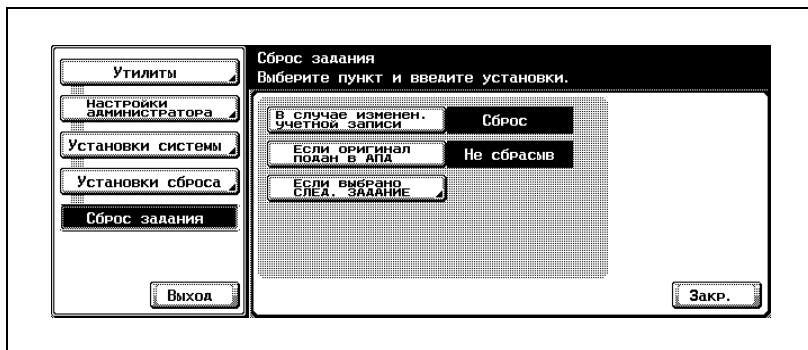 Утилиты
Настройки
администратора
Установки системы
Установки сброса
Сброс задания
Выход
Сброс задания
Выберите пункт и введите установки.
В случае изменен.
учетной записи
Сброс
Если оригинал
подан в АПД
Не сбрасыв
Если выбрано
СЛЕД. ЗАДАНИЕ
Закр.